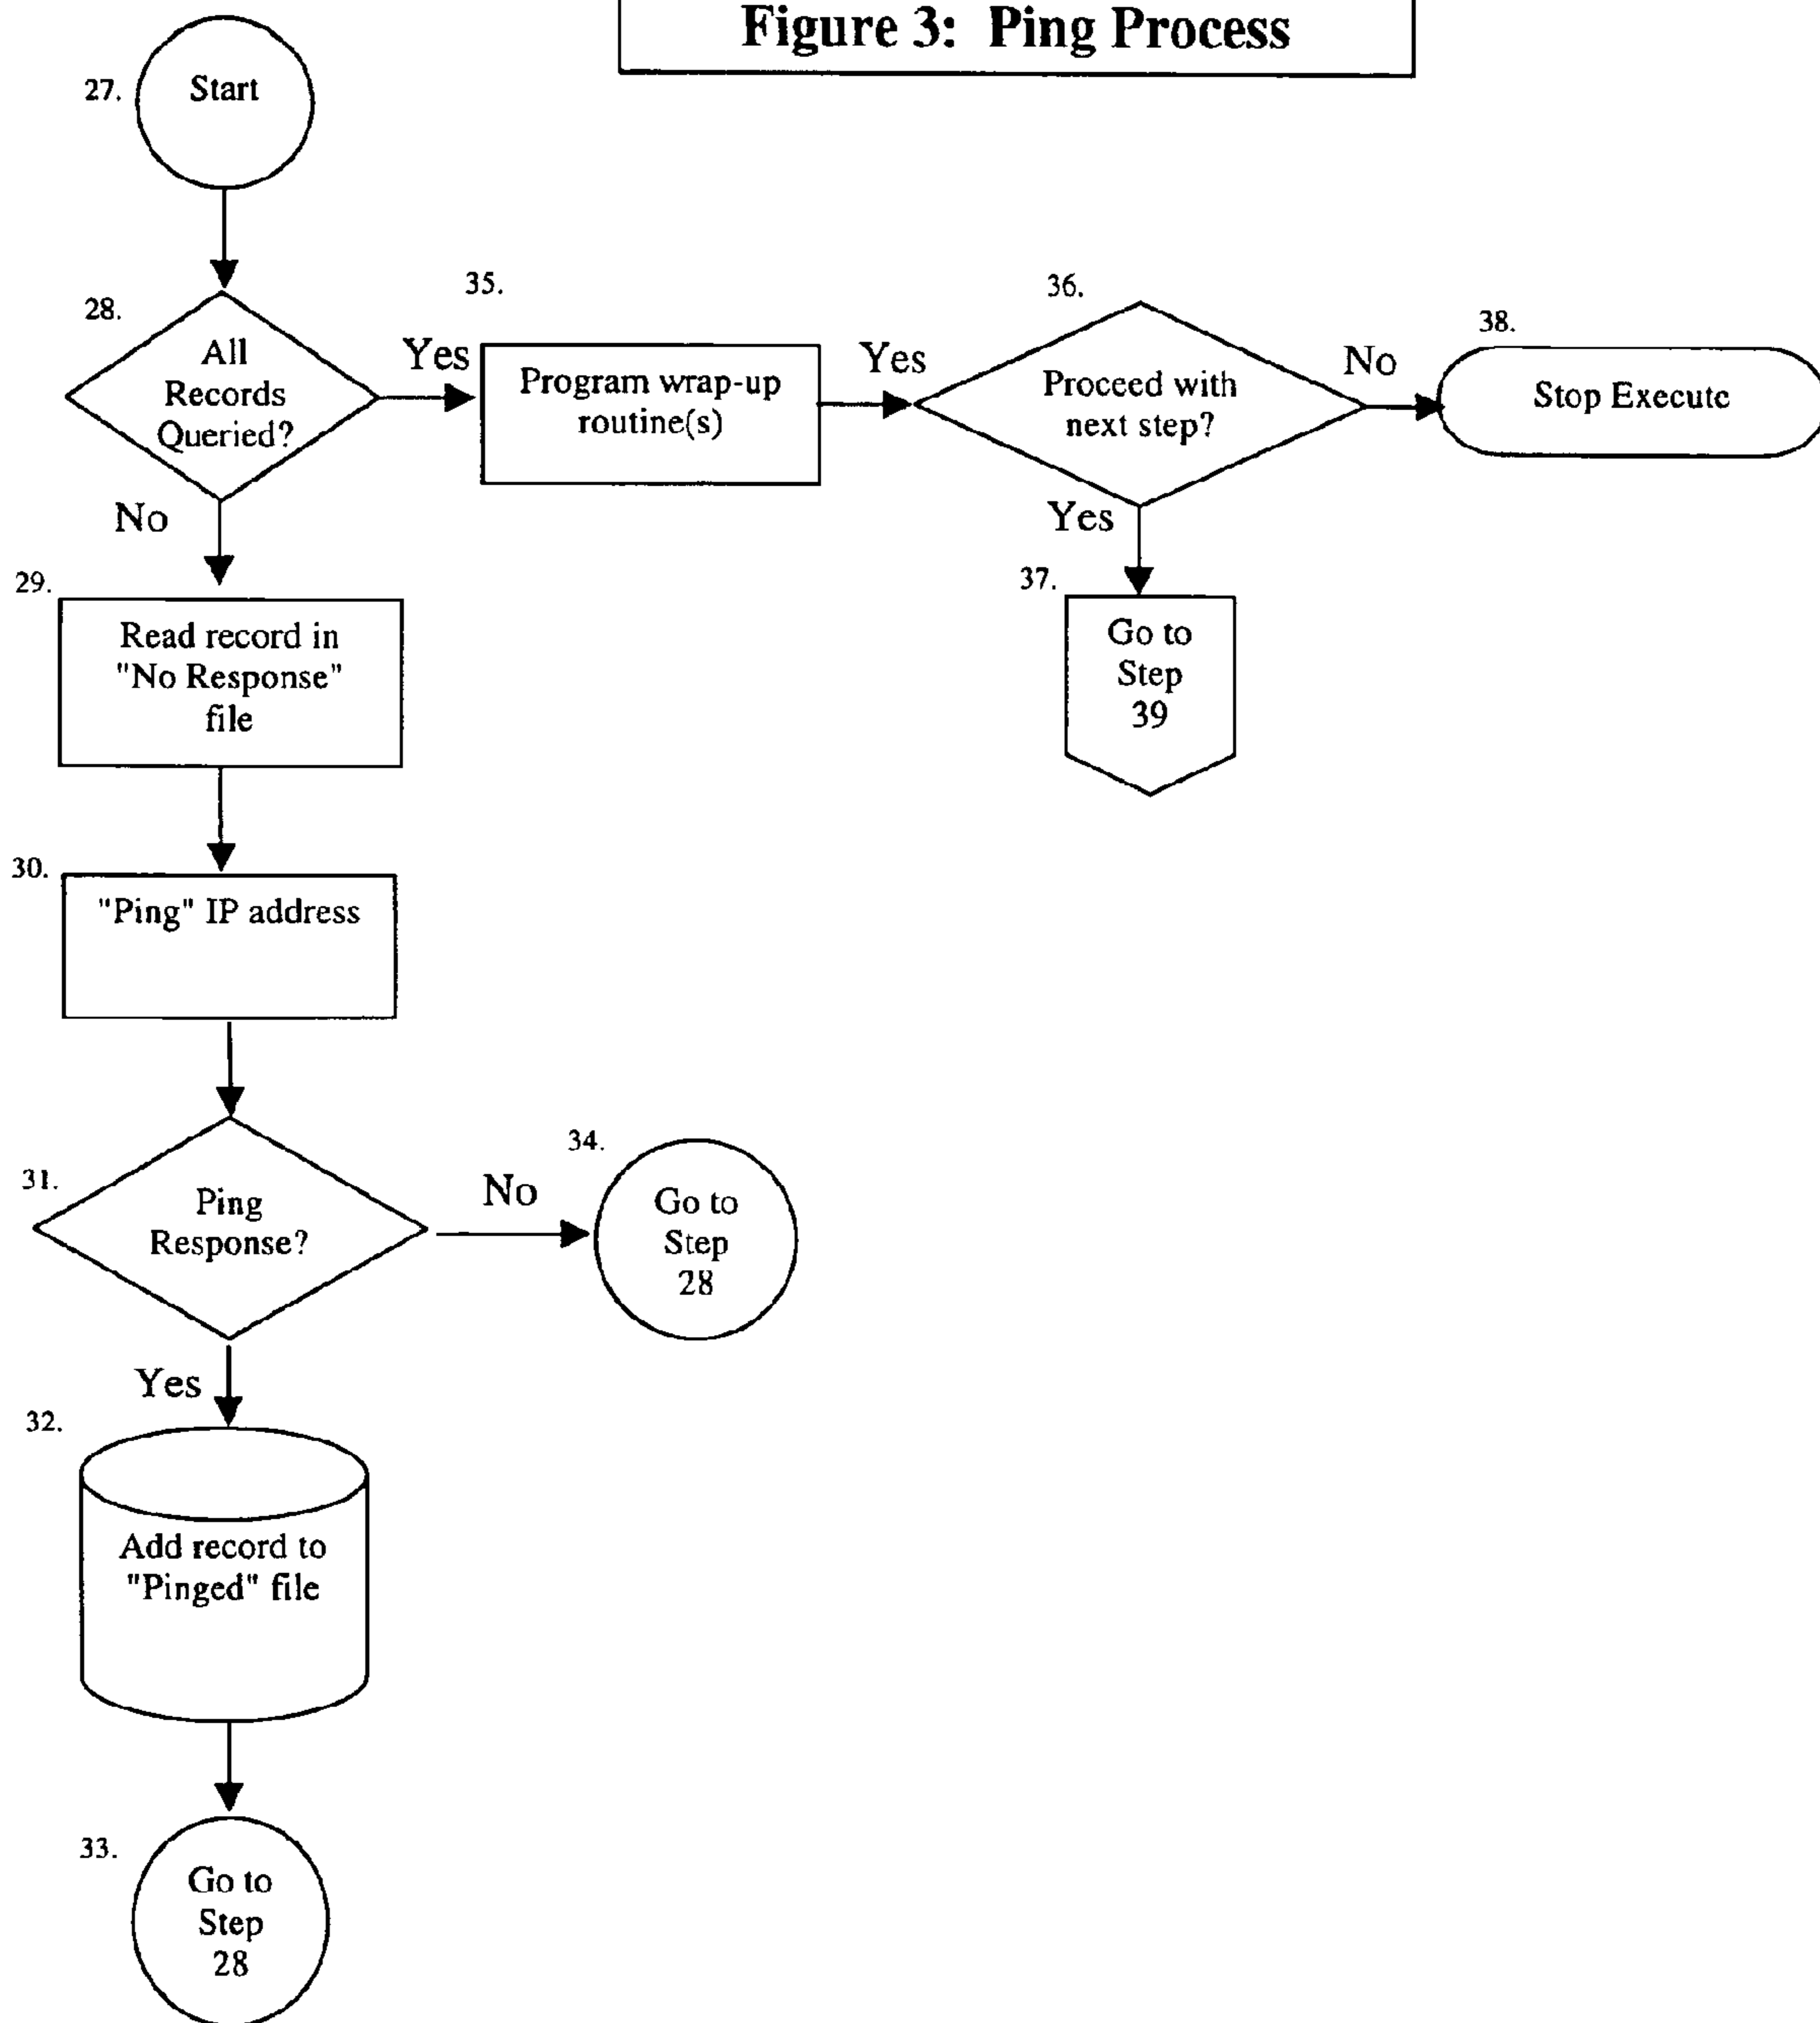 Figure 3: Ping Process
27.
Start
28.
All
Records
Queried?
Yes
35.
Program wrap-up
routine(s)
Yes
36.
Proceed with
next step?
No
38.
Stop Execute
No
Yes
29.
Read record in
"No Response"
file
37.
Go to
Step
39
30.
"Ping" IP address
31.
Ping
Response?
No
34.
Go to
Step
28
Yes
32.
Add record to
"Pinged" file
33.
Go to
Step
28